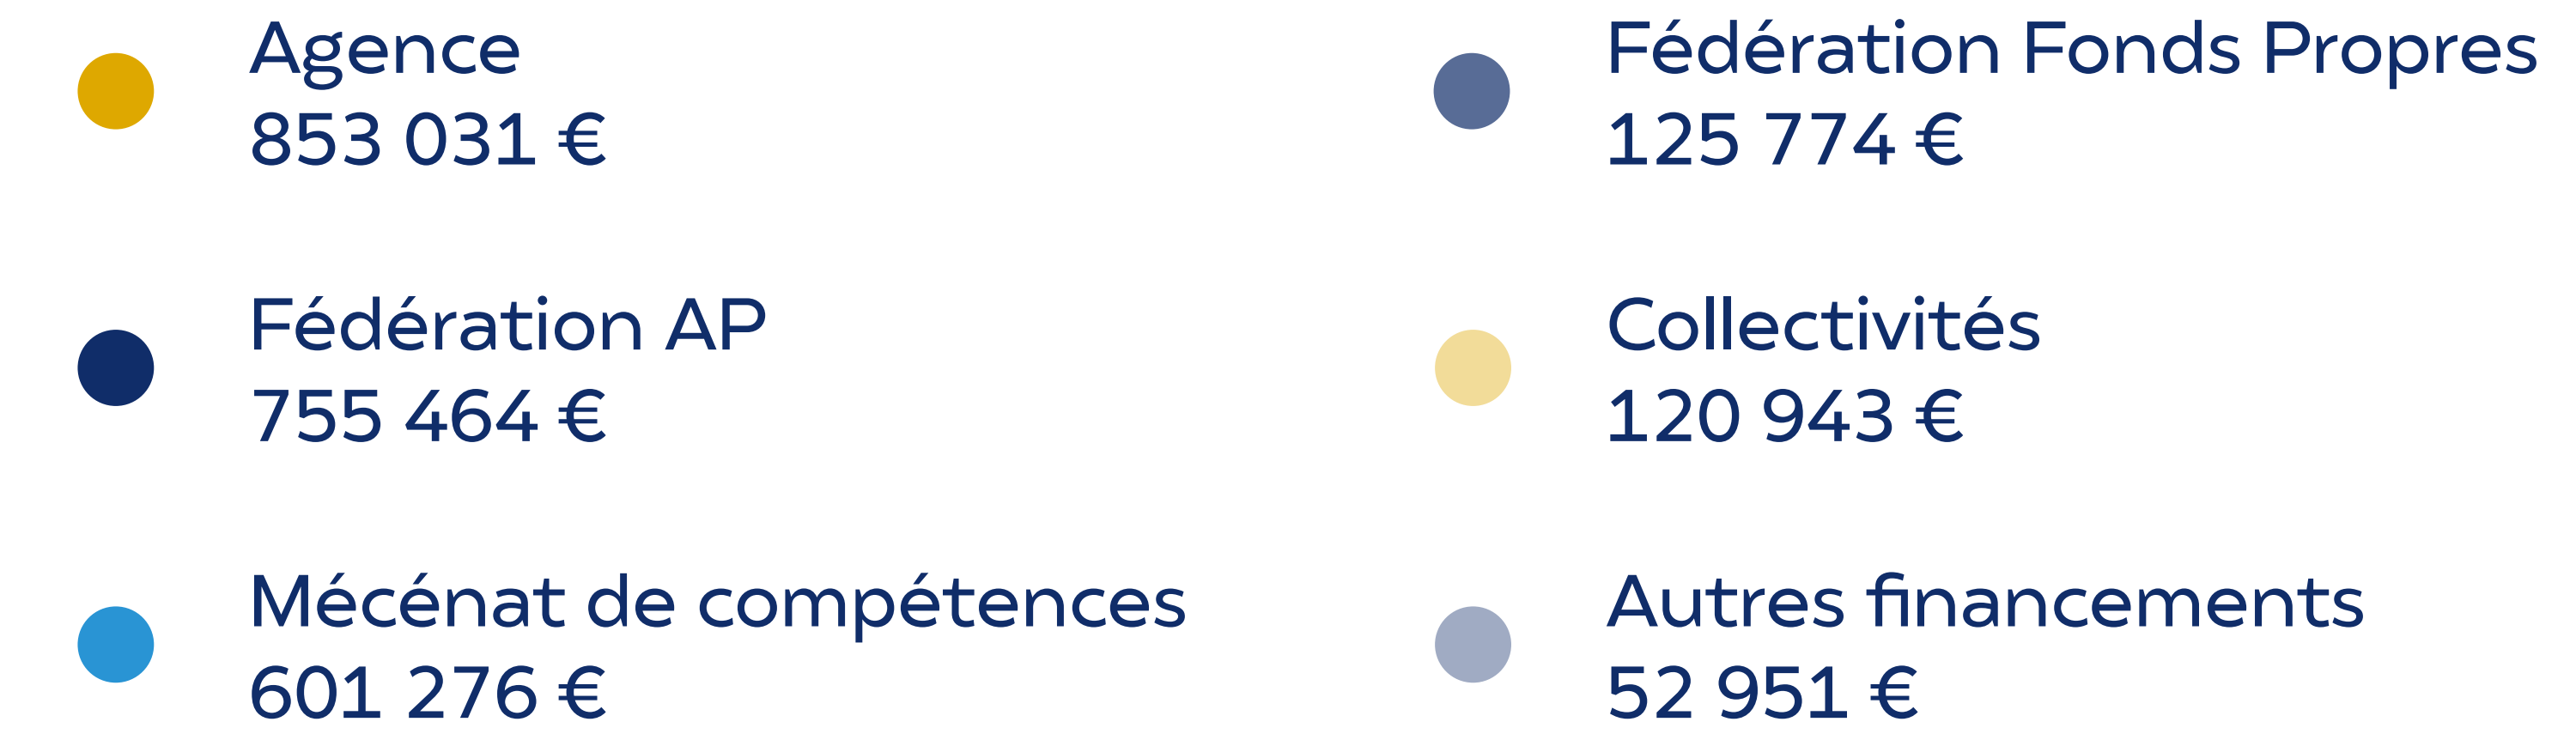 Agence
853 031 €
Fédération AP
755 464 €
Mécénat de compétences
601 276 €
Fédération Fonds Propres
125 774 €
Collectivités
120 943 €
Autres financements
52 951 €